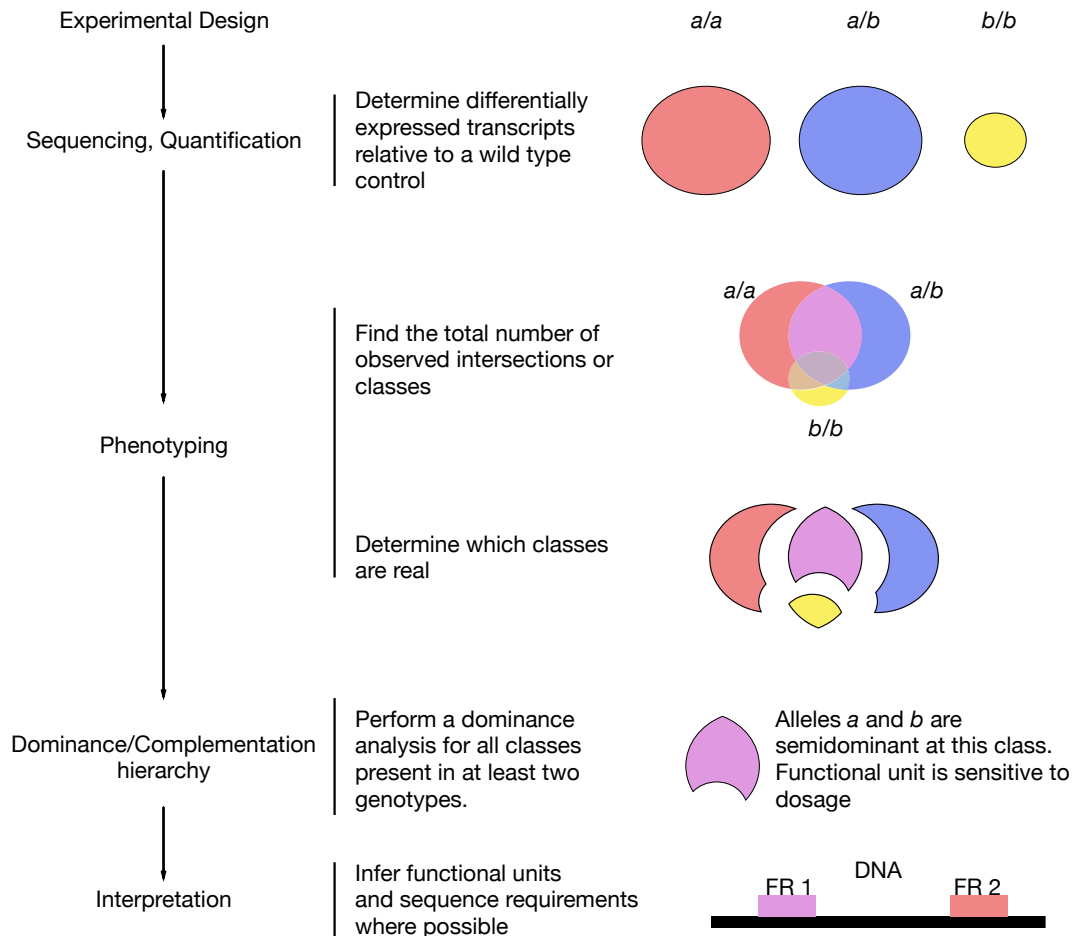 Experimental Design
a/a
a/b
b/b
Sequencing, Quantification
Determine differentially
expressed transcripts
relative to a wild type
control
a/a
a/b
b/b
Phenotyping
Find the total number of
observed intersections or
classes
Determine which classes
are real
Dominance/Complementation
hierarchy
Perform a dominance
analysis for all classes
present in at least two
genotypes.
Alleles a and b are
semidominant at this class.
Functional unit is sensitive to
dosage
Interpretation
Infer functional units
and sequence requirements
where possible
DNA
FR 1
FR 2